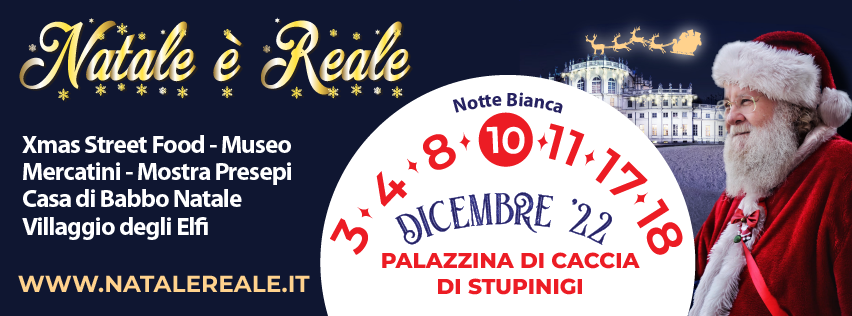 Natale è Reale
Xmas Street Food - Museo
Mercatini - Mostra Presepi
Casa di Babbo Natale
Villaggio degli Elfi
WWW.NATALEREALE.IT
Notte Bianca
3 4 8 10 11 17 18
DICEMBRE '22
PALAZZINA DI CACCIA
DI STUPINIGI